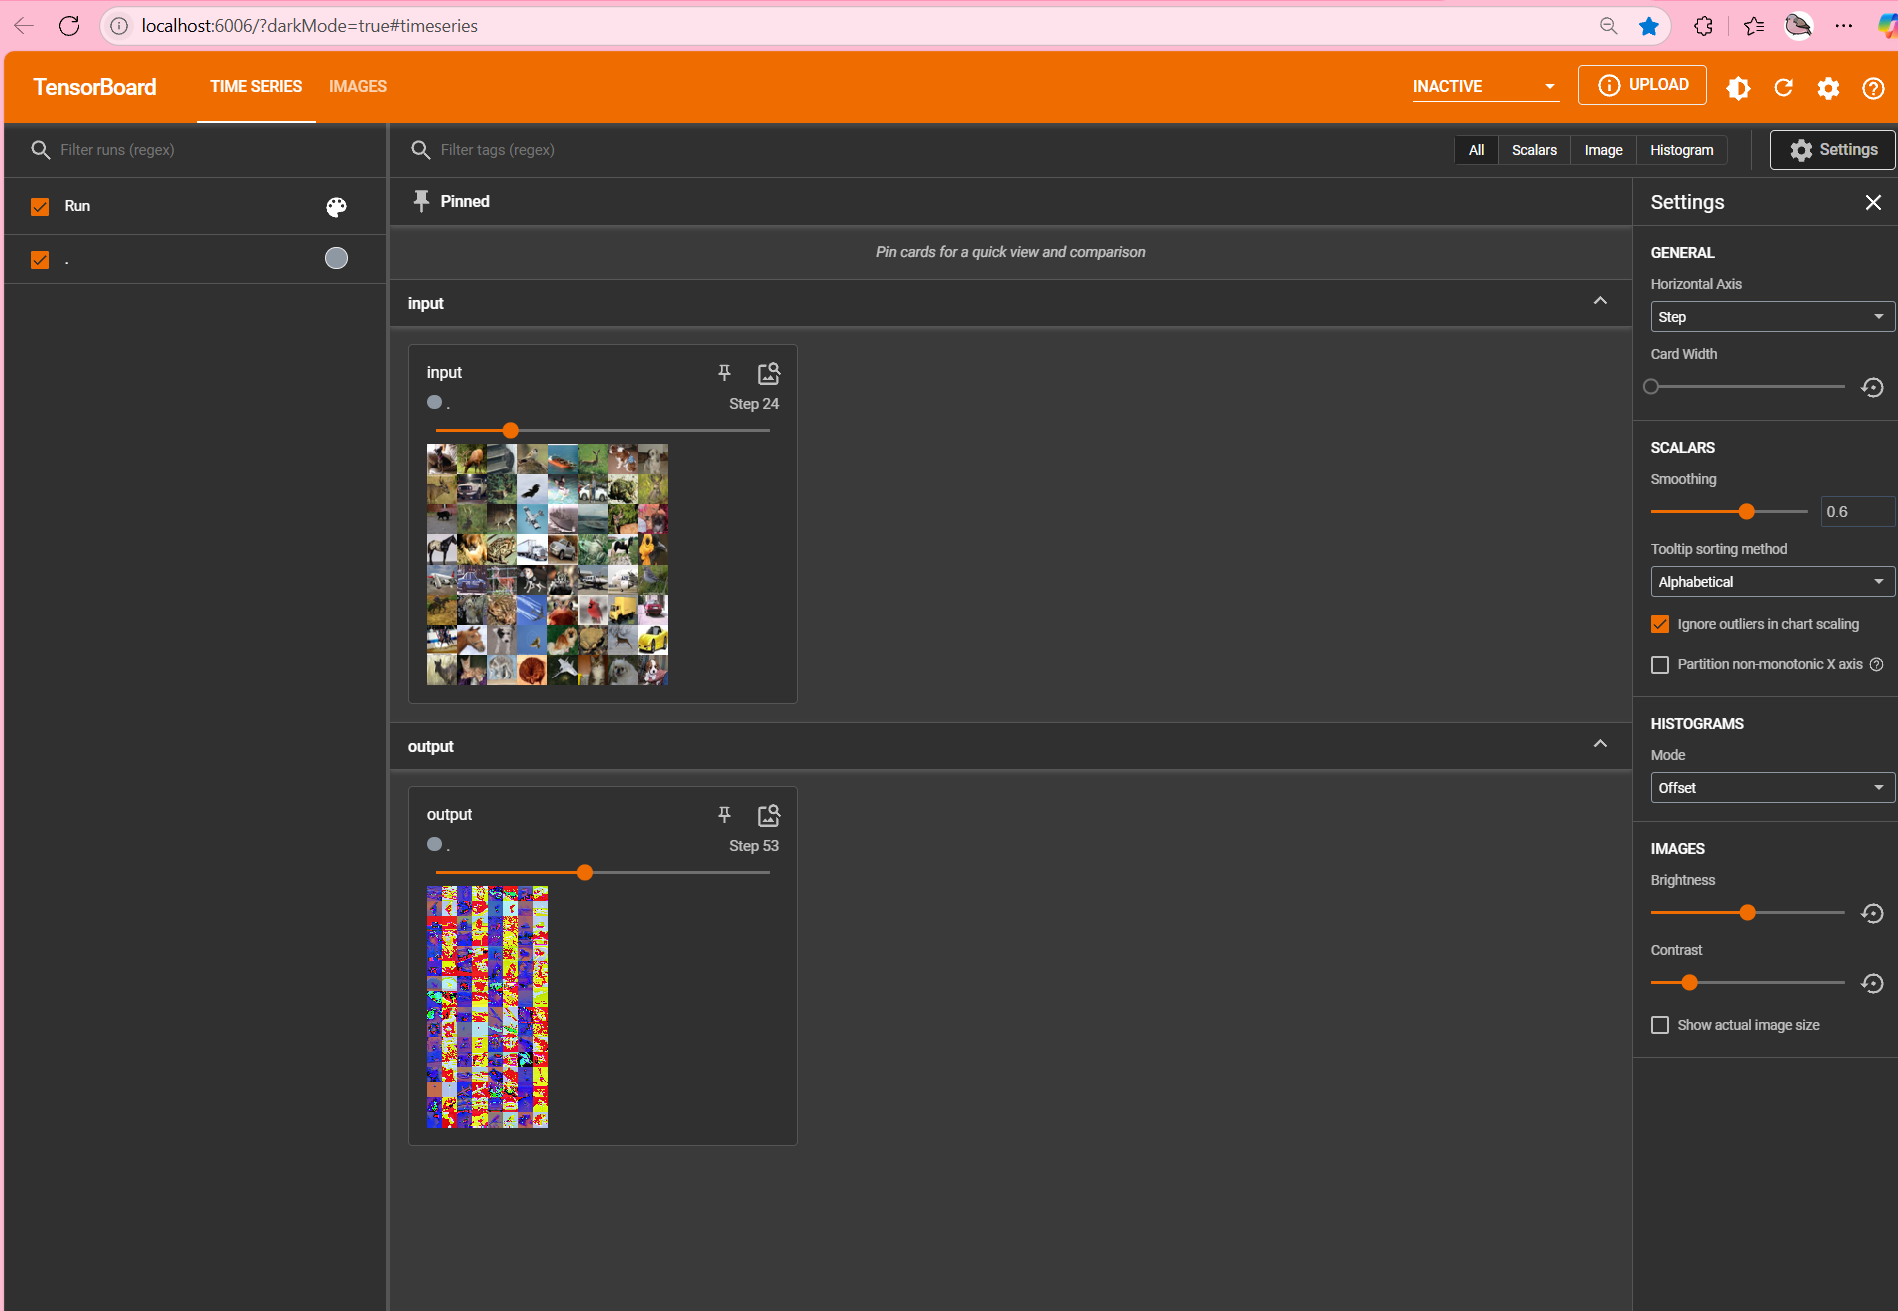 localhost:6006/?darkMode=true#timeseries
TensorBoard
TIME SERIES
IMAGES
INACTIVE
UPLOAD
Filter runs (regex)
Filter tags (regex)
All
Scalars
Image
Histogram
Settings
Run
.
Pinned
Pin cards for a quick view and comparison
input
input
.
Step 24
output
output
.
Step 53
Settings
GENERAL
Horizontal Axis
Step
Card Width
SCALARS
Smoothing
0.6
Tooltip sorting method
Alphabetical
Ignore outliers in chart scaling
Partition non-monotonic X axis
HISTOGRAMS
Mode
Offset
IMAGES
Brightness
Contrast
Show actual image size